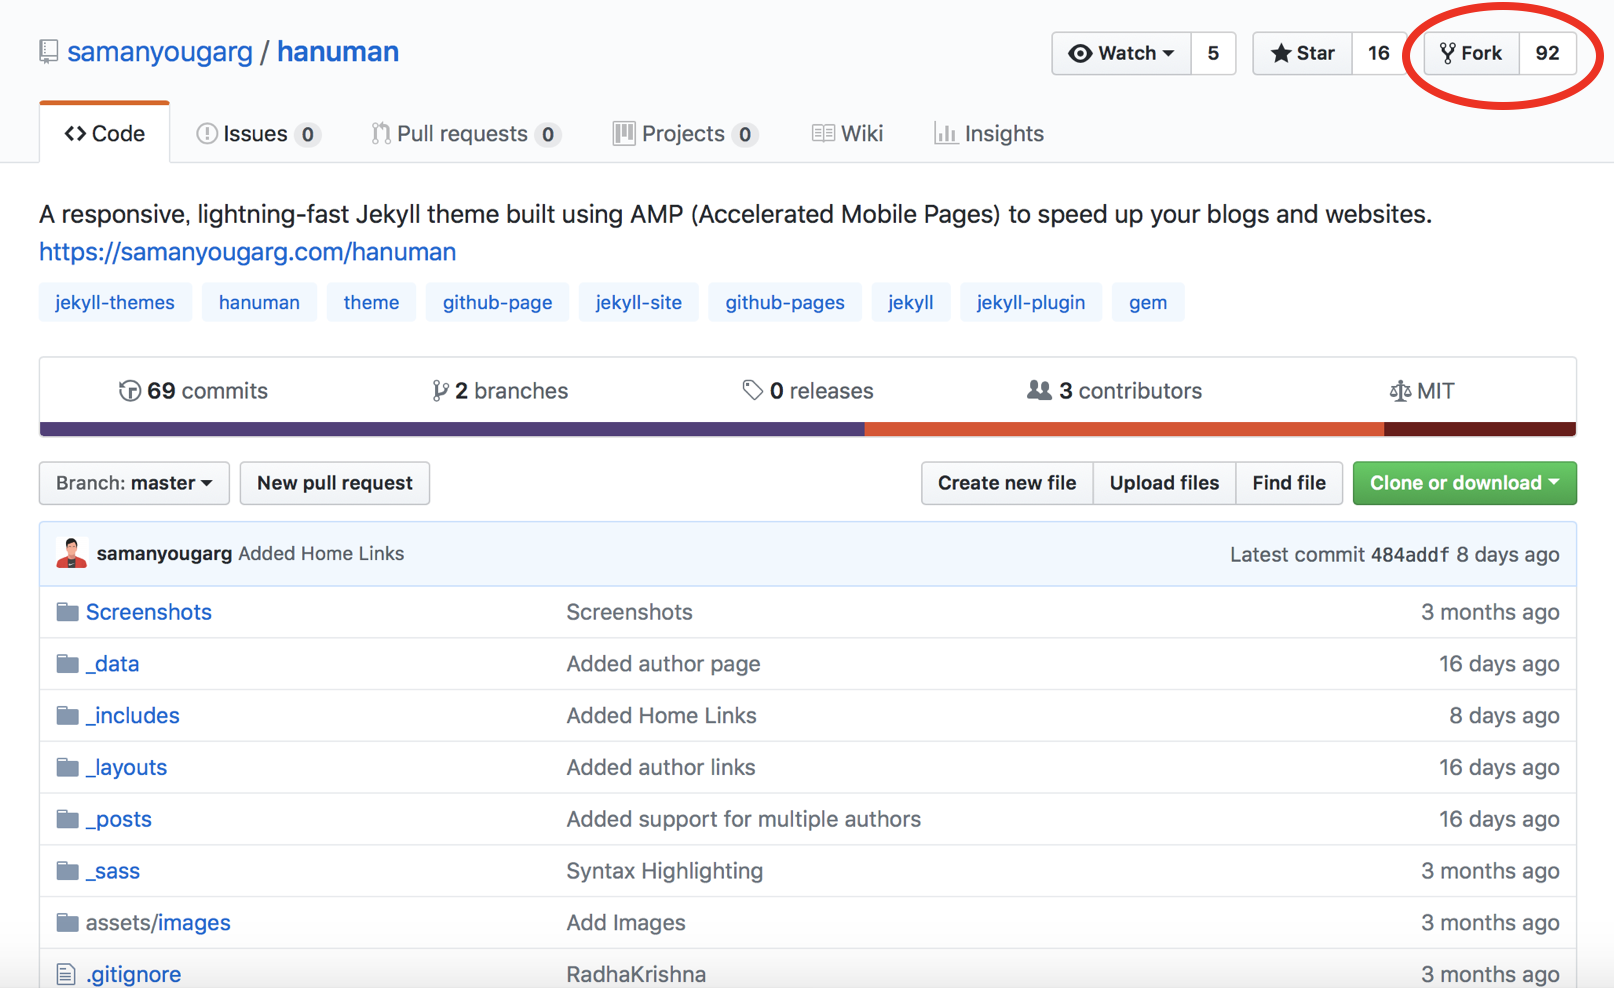 samanyougarg / hanuman Watch 5 Star 16 Fork 92
Code Issues 0 Pull requests 0 Projects 0 Wiki Insights
A responsive, lightning-fast Jekyll theme built using AMP (Accelerated Mobile Pages) to speed up your blogs and websites.
https://samanyougarg.com/hanuman
jekyll-themes hanuman theme github-page jekyll-site github-pages jekyll jekyll-plugin gem
69 commits 2 branches 0 releases 3 contributors MIT
Branch: master New pull request Create new file Upload files Find file Clone or download
samanyougarg Added Home Links Latest commit 484addf 8 days ago
Screenshots Screenshots 3 months ago
_data Added author page 16 days ago
_includes Added Home Links 8 days ago
_layouts Added author links 16 days ago
_posts Added support for multiple authors 16 days ago
_sass Syntax Highlighting 3 months ago
assets/images Add Images 3 months ago
.gitignore RadhaKrishna 3 months ago